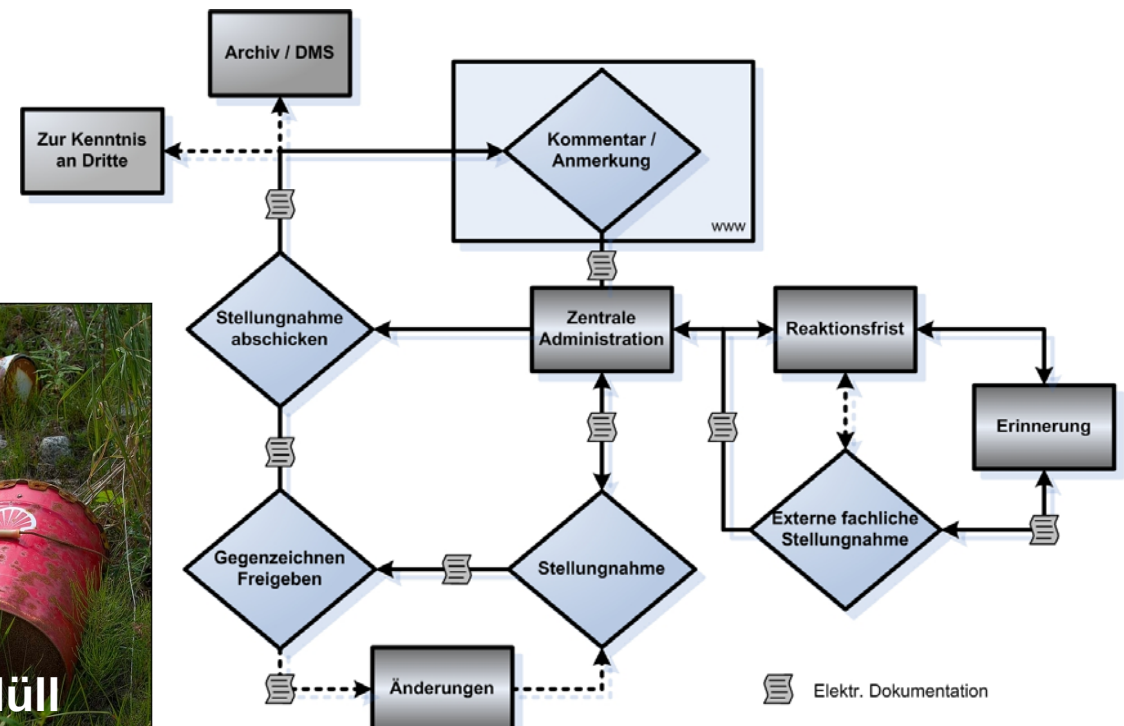 Archiv / DMS
Zur Kenntnis
an Dritte
Kommentar /
Anmerkung
www
Stellungnahme
abschicken
Zentrale
Administration
Reaktionsfrist
Erinnerung
Externe fachliche
Stellungnahme
Gegenzeichnen
Freigeben
Stellungnahme
Änderungen
Elektr. Dokumentation